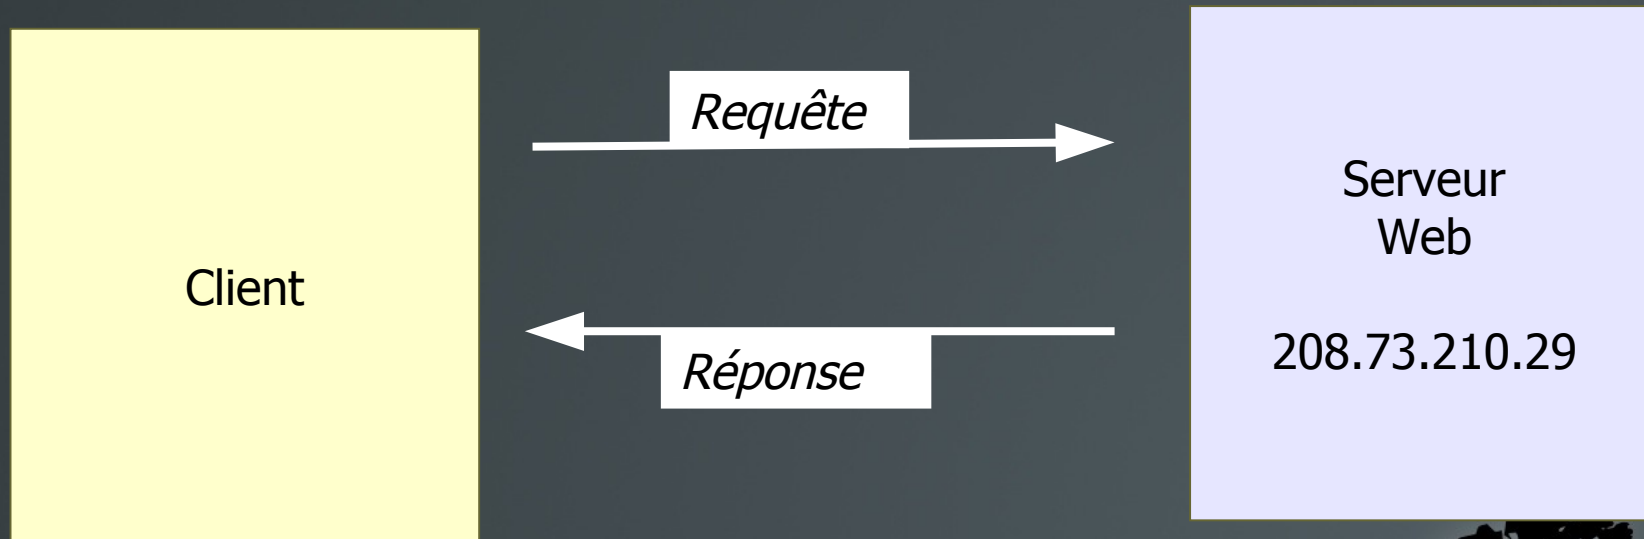 Client
Requête
Réponse
Serveur
Web
208.73.210.29